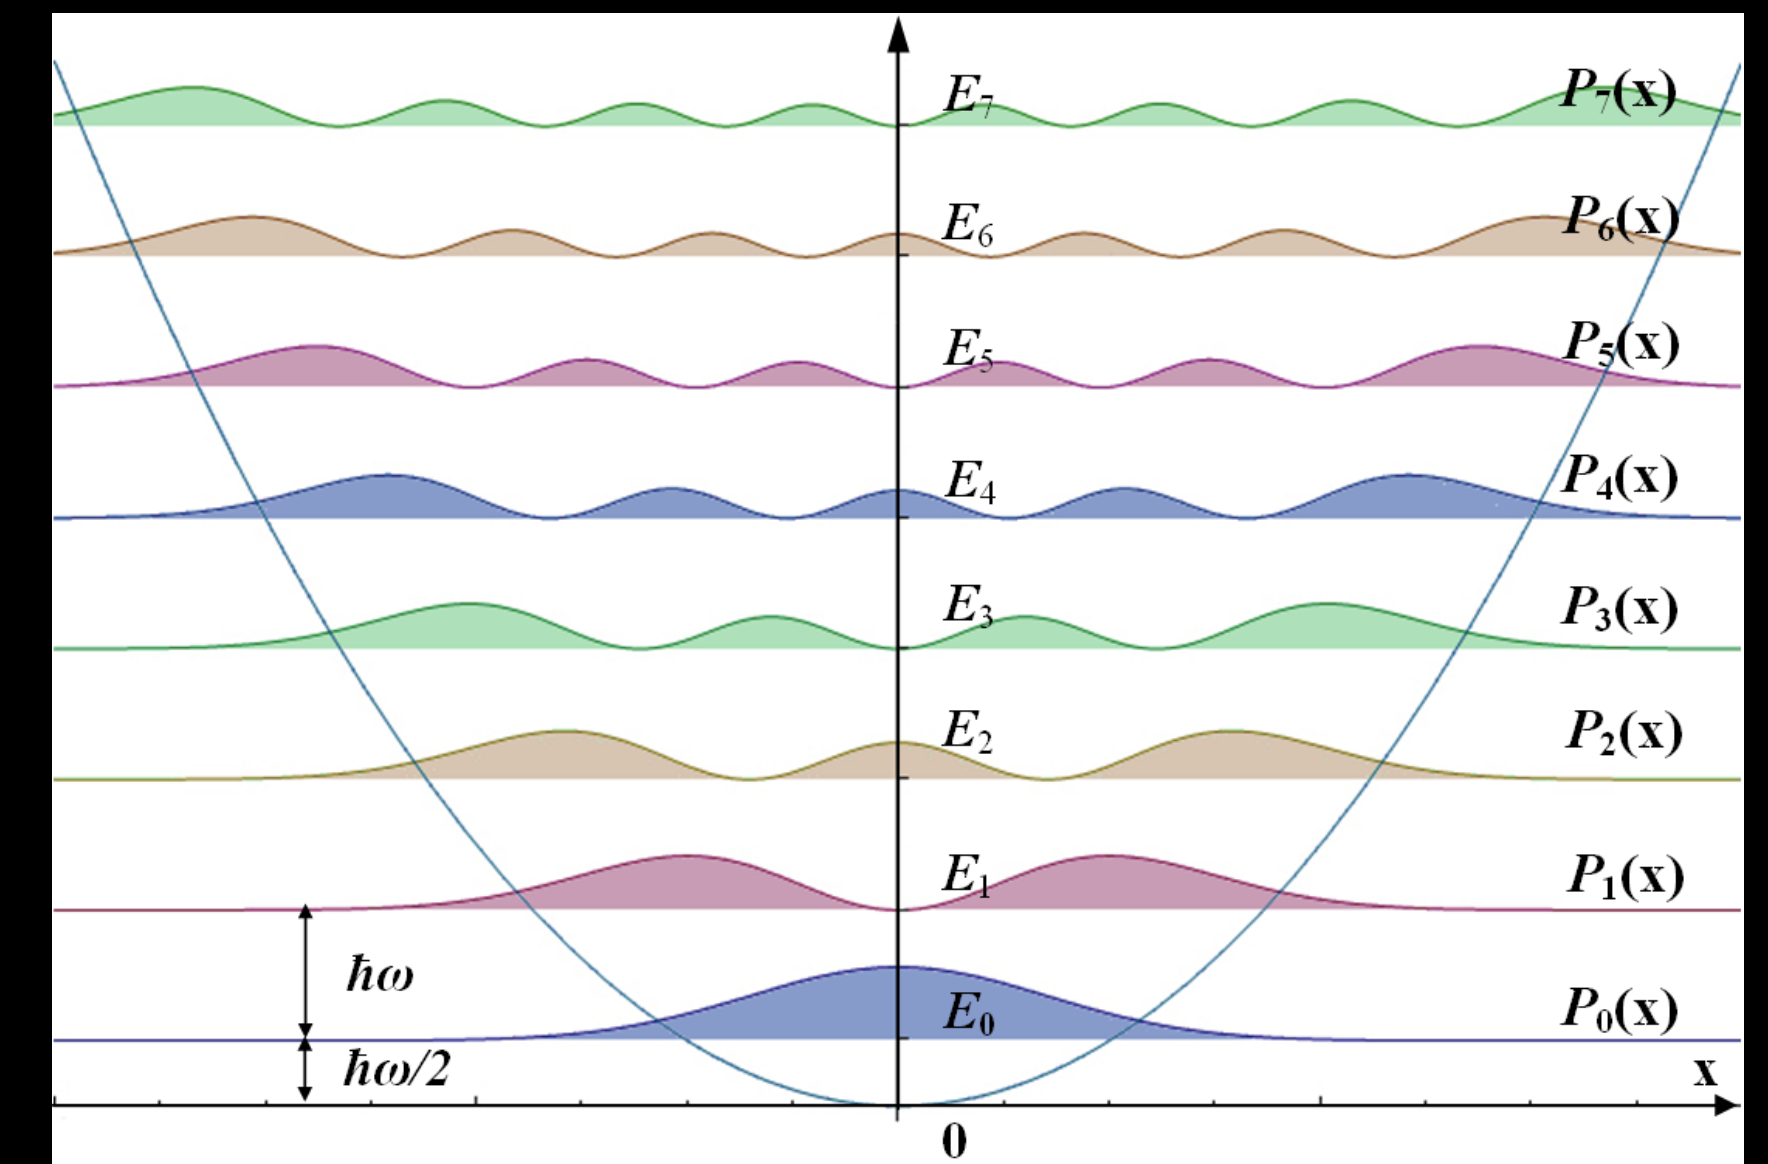 E₇ P₇(x)
E₆ P₆(x)
E₅ P₅(x)
E₄ P₄(x)
E₃ P₃(x)
E₂ P₂(x)
E₁ P₁(x)
ħω
E₀ P₀(x)
ħω/2 x
0